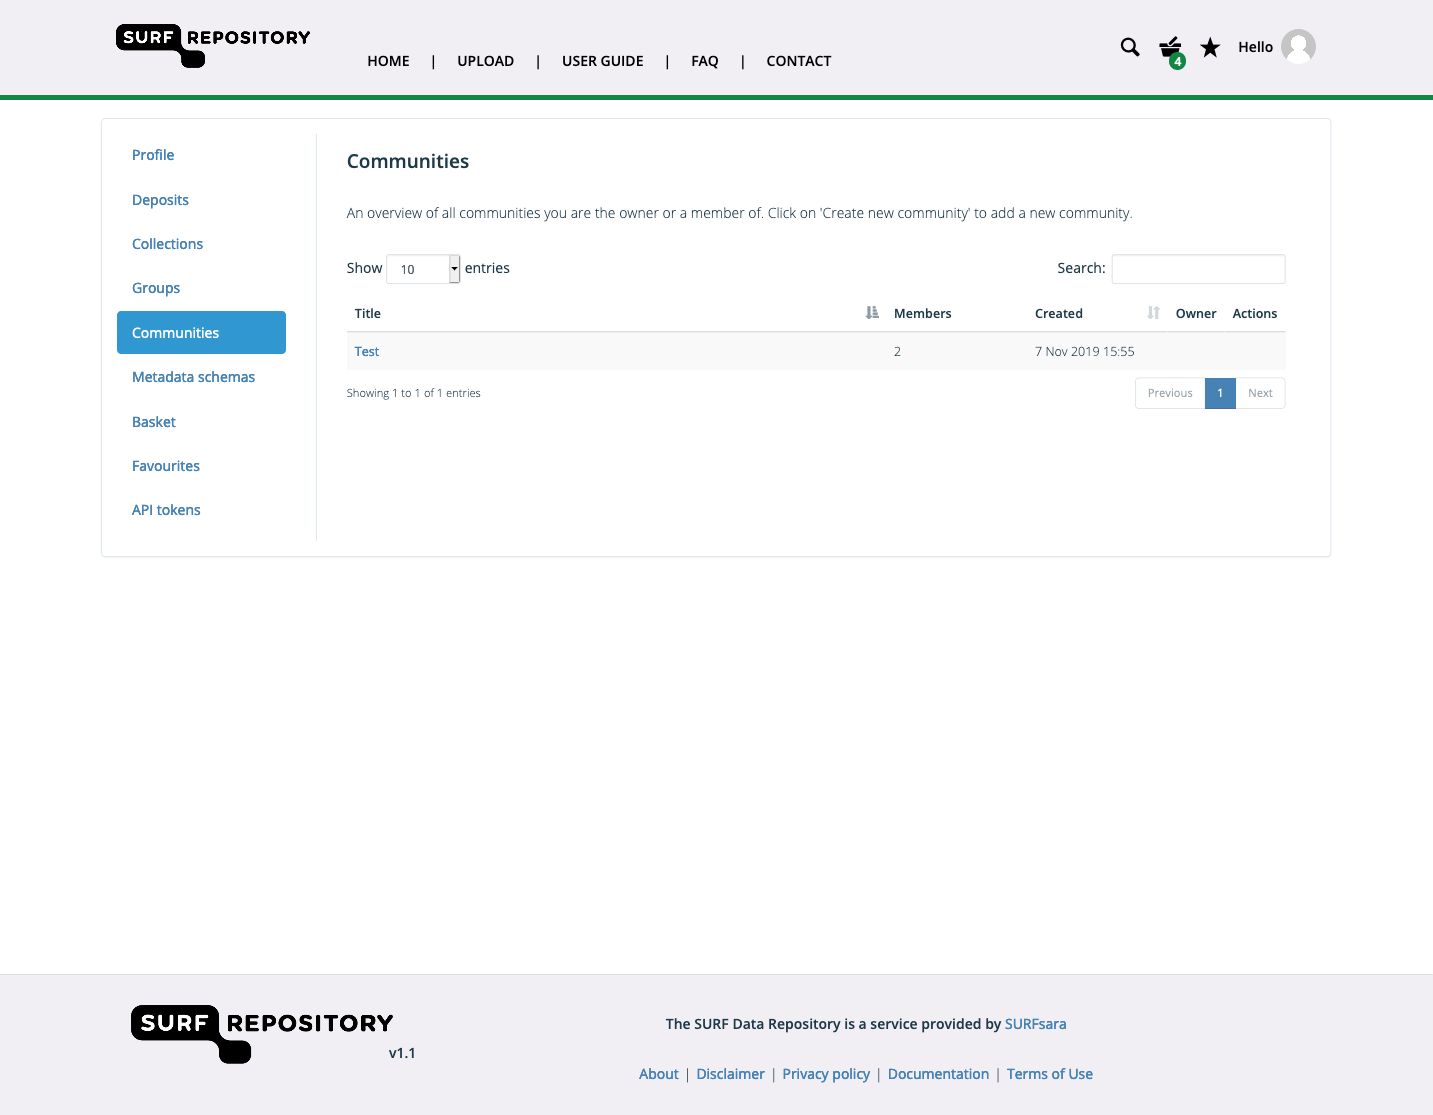 SURF REPOSITORY
HOME | UPLOAD | USER GUIDE | FAQ | CONTACT
4
Hello
Profile
Deposits
Collections
Groups
Communities
Metadata schemas
Basket
Favourites
API tokens
Communities
An overview of all communities you are the owner or a member of. Click on 'Create new community' to add a new community.
Show 10 entries
Search:
Title Members Created Owner Actions
Test 2 7 Nov 2019 15:55
Showing 1 to 1 of 1 entries
Previous 1 Next
SURF REPOSITORY
v1.1
The SURF Data Repository is a service provided by SURFsara
About | Disclaimer | Privacy policy | Documentation | Terms of Use